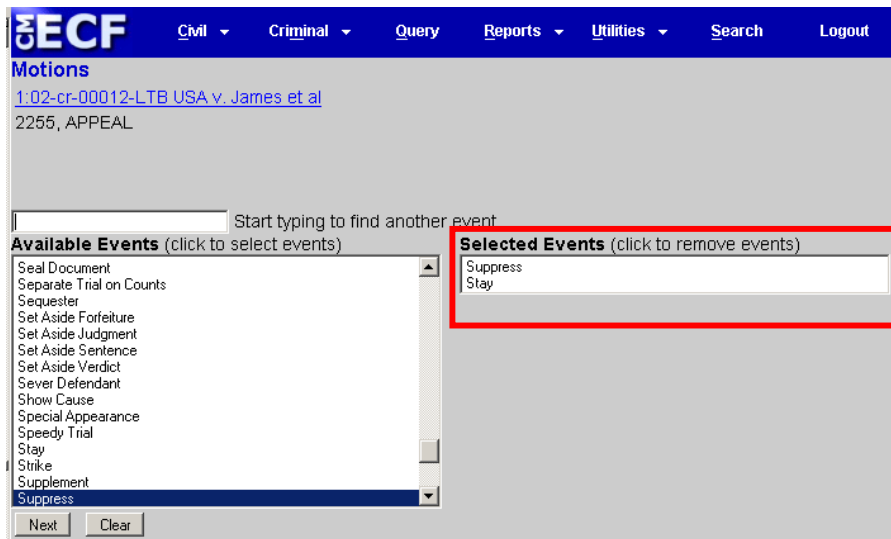 CM ECF Civil Criminal Query Reports Utilities Search Logout
Motions
1:02-cr-00012-LTB USA v. James et al
2255, APPEAL
Start typing to find another event
Available Events (click to select events)
Seal Document
Separate Trial on Counts
Sequester
Set Aside Forfeiture
Set Aside Judgment
Set Aside Sentence
Set Aside Verdict
Sever Defendant
Show Cause
Special Appearance
Speedy Trial
Stay
Strike
Supplement
Suppress
Selected Events (click to remove events)
Suppress
Stay
Next Clear